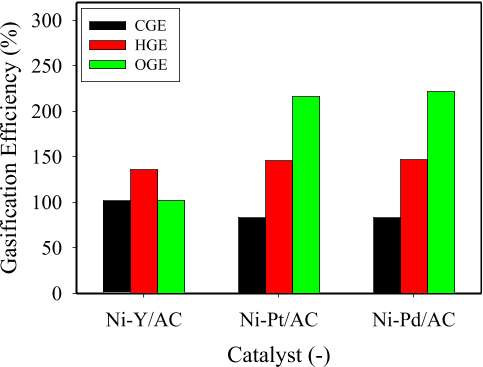 Gasification Efficiency (%)
300
250
200
150
100
50
0
CGE
HGE
OGE
Ni-Y/AC
Ni-Pt/AC
Ni-Pd/AC
Catalyst (-)